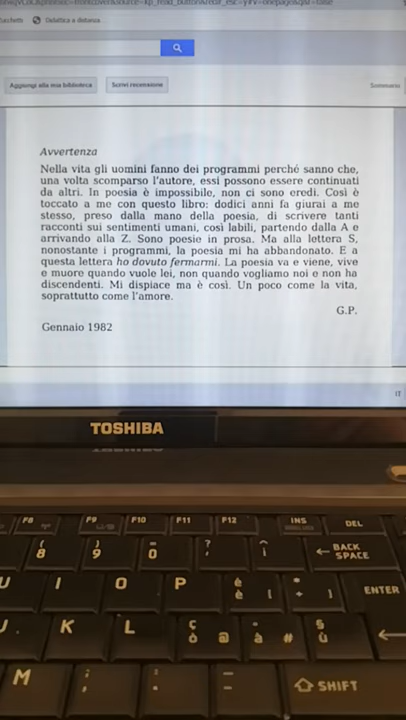 Didattica a distanza
Aggiungi alla mia biblioteca
Scrivi recensione
Sommario
Avvertenza
Nella vita gli uomini fanno dei programmi perché sanno che,
una volta scomparso l'autore, essi possono essere continuati
da altri. In poesia è impossibile, non ci sono eredi. Così è
toccato a me con questo libro: dodici anni fa giurai a me
stesso, preso dalla mano della poesia, di scrivere tanti
racconti sui sentimenti umani, così labili, partendo dalla A e
arrivando alla Z. Sono poesie in prosa. Ma alla lettera S,
nonostante i programmi, la poesia mi ha abbandonato. E a
questa lettera ho dovuto fermarmi. La poesia va e viene, vive
e muore quando vuole lei, non quando vogliamo noi e non ha
discendenti. Mi dispiace ma è così. Un poco come la vita,
soprattutto come l'amore.
G.P.
Gennaio 1982
IT
TOSHIBA
F8 F9 F10 F11 F12 INS DEL
( 8 ) 9 = 0 ? ' ^ ì ← BACK SPACE
U I O P é è [ * + ] ENTER
J K L ç ò @ ° à # § ù
M ; , : . _ - SHIFT